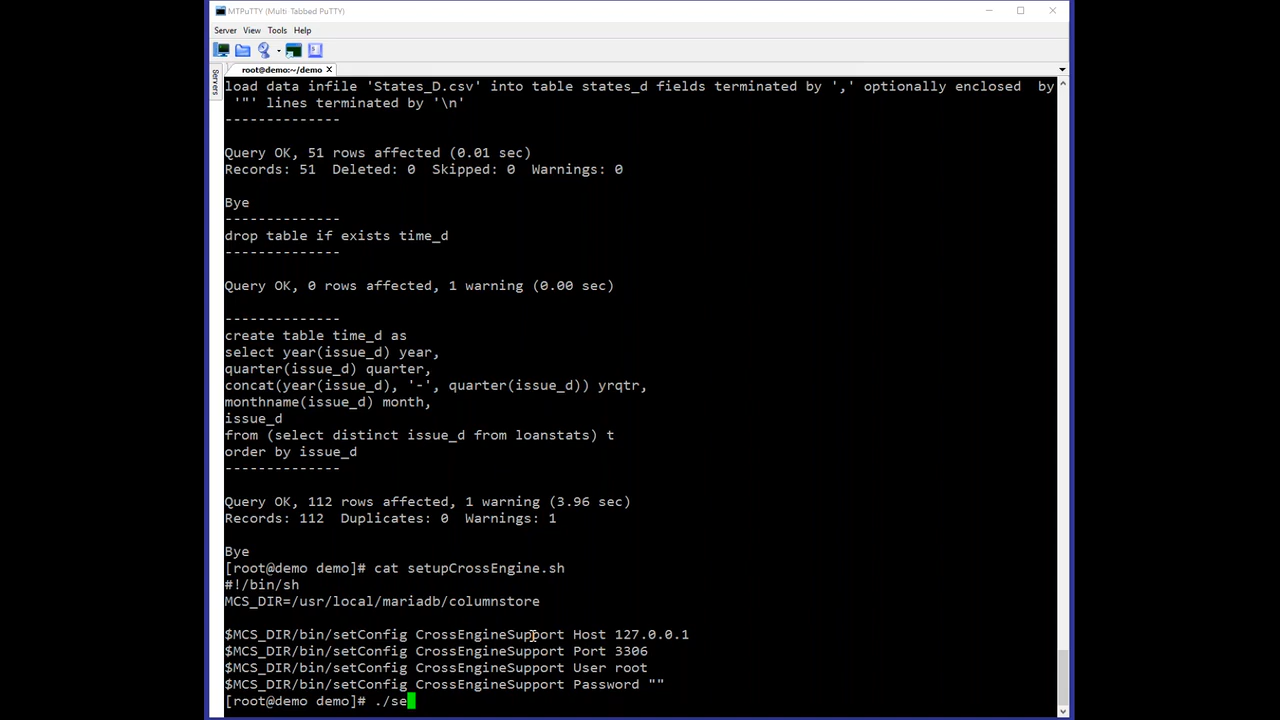 MTPuTTY (Multi-Tabbed PuTTY)
Server View Tools Help
root@demo:~/demo
Servers
load data infile 'States_D.csv' into table states_d fields terminated by ',' optionally enclosed  by
 '"' lines terminated by '\n'
--------------
Query OK, 51 rows affected (0.01 sec)
Records: 51  Deleted: 0  Skipped: 0  Warnings: 0
Bye
--------------
drop table if exists time_d
--------------
Query OK, 0 rows affected, 1 warning (0.00 sec)
--------------
create table time_d as
select year(issue_d) year,
quarter(issue_d) quarter,
concat(year(issue_d), '-', quarter(issue_d)) yrqtr,
monthname(issue_d) month,
issue_d
from (select distinct issue_d from loanstats) t
order by issue_d
--------------
Query OK, 112 rows affected, 1 warning (3.96 sec)
Records: 112  Duplicates: 0  Warnings: 1
Bye
[root@demo demo]# cat setupCrossEngine.sh
#!/bin/sh
MCS_DIR=/usr/local/mariadb/columnstore
$MCS_DIR/bin/setConfig CrossEngineSupport Host 127.0.0.1
$MCS_DIR/bin/setConfig CrossEngineSupport Port 3306
$MCS_DIR/bin/setConfig CrossEngineSupport User root
$MCS_DIR/bin/setConfig CrossEngineSupport Password ""
[root@demo demo]# ./se